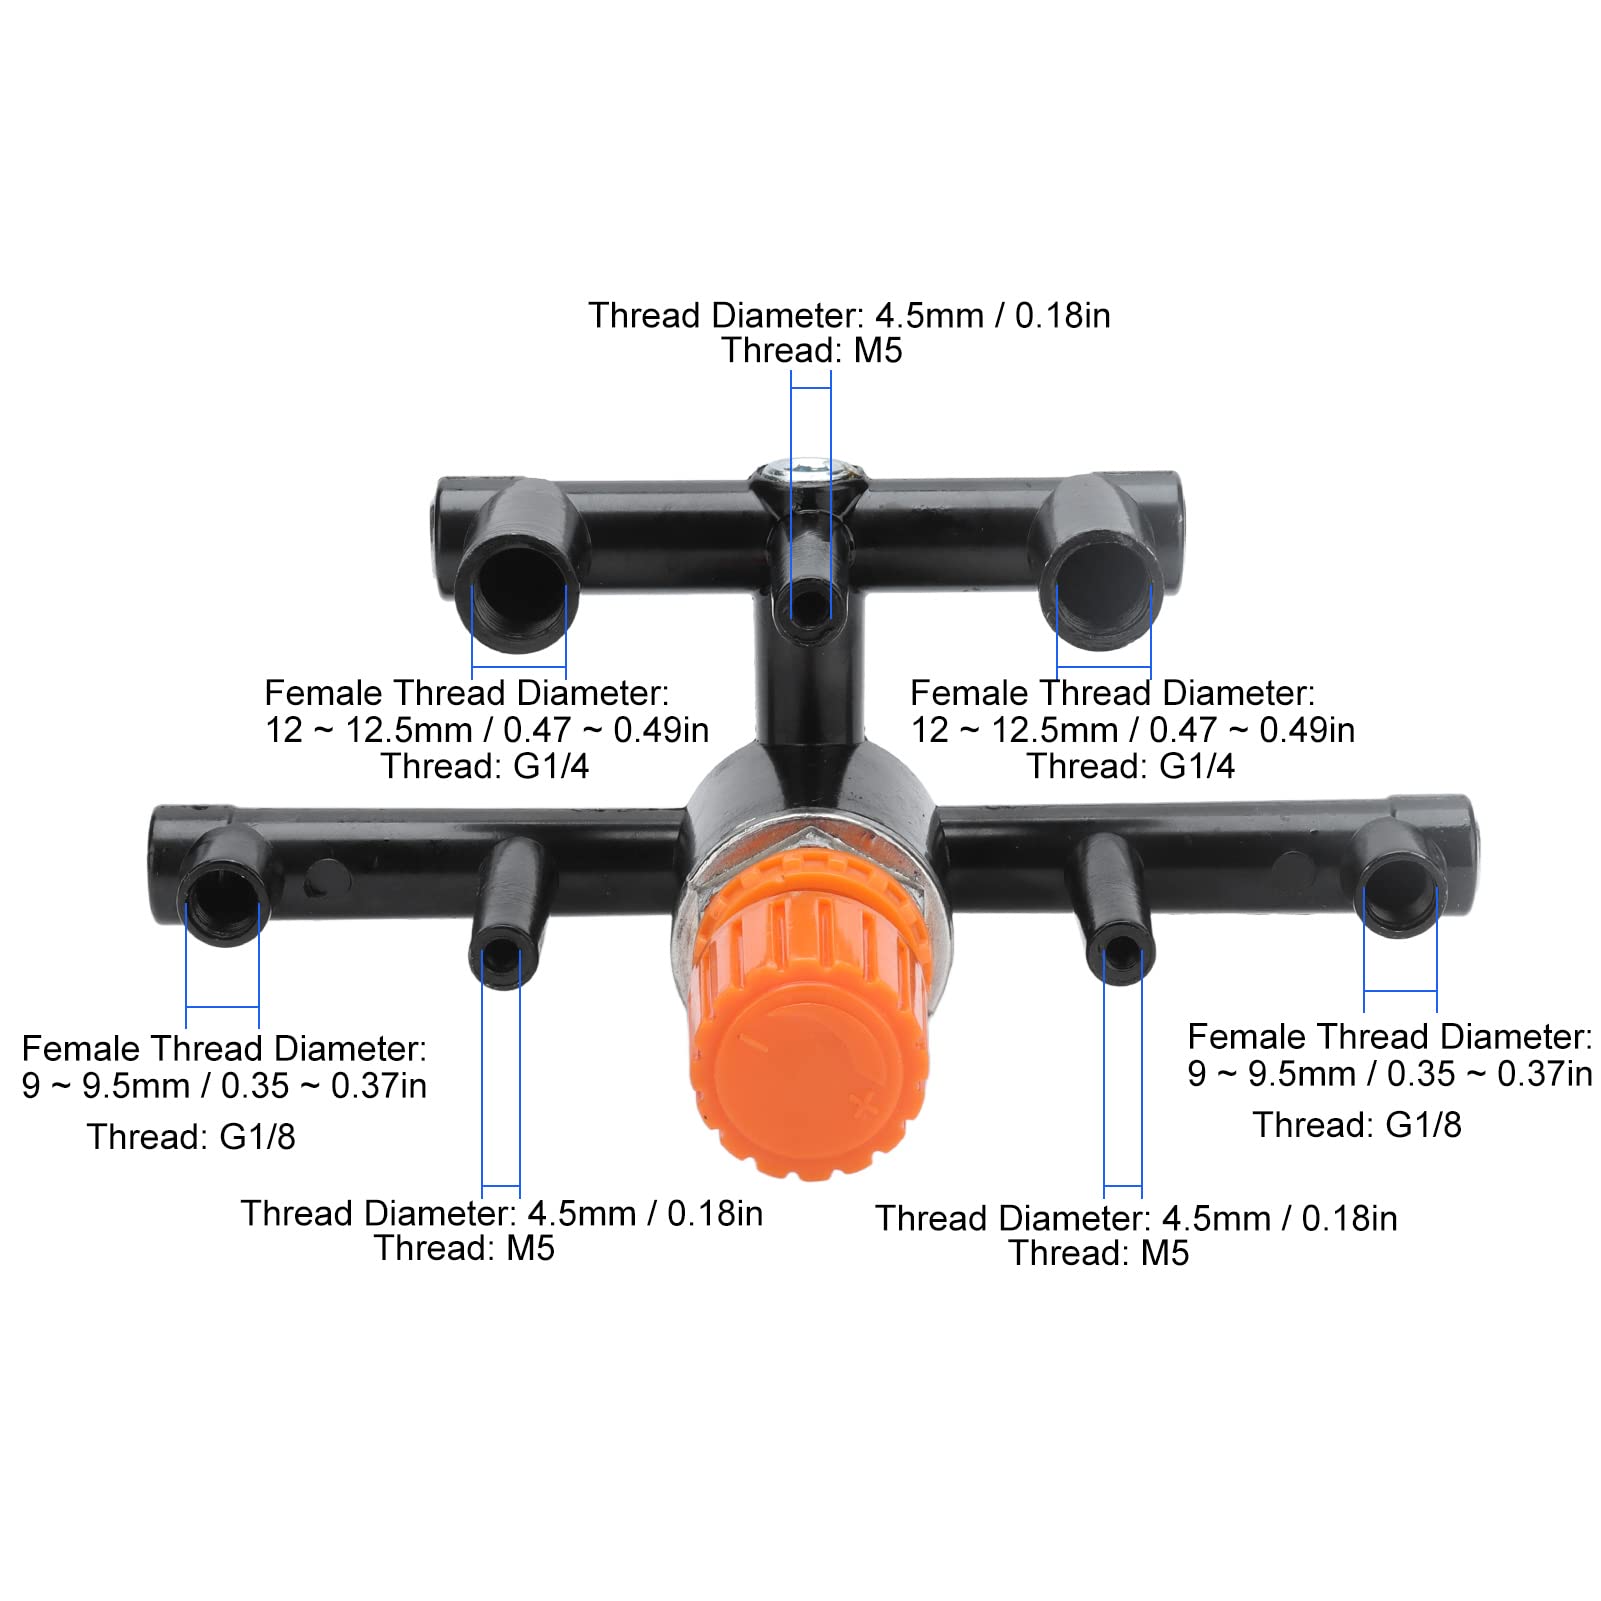 Thread Diameter: 4.5mm / 0.18in
Thread: M5
Female Thread Diameter:
12 ~ 12.5mm / 0.47 ~ 0.49in
Thread: G1/4
Female Thread Diameter:
12 ~ 12.5mm / 0.47 ~ 0.49in
Thread: G1/4
Female Thread Diameter:
9 ~ 9.5mm / 0.35 ~ 0.37in
Thread: G1/8
Female Thread Diameter:
9 ~ 9.5mm / 0.35 ~ 0.37in
Thread: G1/8
Thread Diameter: 4.5mm / 0.18in
Thread: M5
Thread Diameter: 4.5mm / 0.18in
Thread: M5